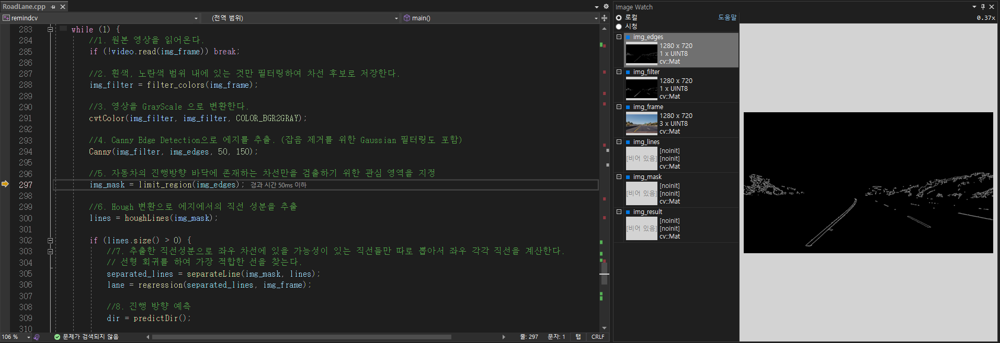 RoadLane.cpp
remindcv
(전역 범위)
main()
283 while (1) {
284 //1. 원본 영상을 읽어온다.
285 if (!video.read(img_frame)) break;
286
287 //2. 흰색, 노란색 범위 내에 있는 것만 필터링하여 차선 후보로 저장한다.
288 img_filter = filter_colors(img_frame);
289
290 //3. 영상을 GrayScale 으로 변환한다.
291 cvtColor(img_filter, img_filter, COLOR_BGR2GRAY);
292
293 //4. Canny Edge Detection으로 에지를 추출. (잡음 제거를 위한 Gaussian 필터링도 포함)
294 Canny(img_filter, img_edges, 50, 150);
295
296 //5. 자동차의 진행방향 바닥에 존재하는 차선만을 검출하기 위한 관심 영역을 지정
297 img_mask = limit_region(img_edges); 경과 시간 50ms 이하
298
299 //6. Hough 변환으로 에지에서의 직선 성분을 추출
300 lines = houghLines(img_mask);
301
302 if (lines.size() > 0) {
303 //7. 추출한 직선성분으로 좌우 차선에 있을 가능성이 있는 직선들만 따로 뽑아서 좌우 각각 직선을 계산한다.
304 // 선형 회귀를 하여 가장 적합한 선을 찾는다.
305 separated_lines = separateLine(img_mask, lines);
306 lane = regression(separated_lines, img_frame);
307
308 //8. 진행 방향 예측
309 dir = predictDir();
310
106 %
문제가 검색되지 않음
줄: 297
문자: 1
탭
CRLF
Image Watch
로컬
도움말
시청
0.37x
img_edges
1280 x 720
1 x UINT8
cv::Mat
img_filter
1280 x 720
1 x UINT8
cv::Mat
img_frame
1280 x 720
3 x UINT8
cv::Mat
img_lines
[비어 있음]
[noinit]
[noinit]
cv::Mat
img_mask
[비어 있음]
[noinit]
[noinit]
cv::Mat
img_result
[비어 있음]
[noinit]
[noinit]
cv::Mat